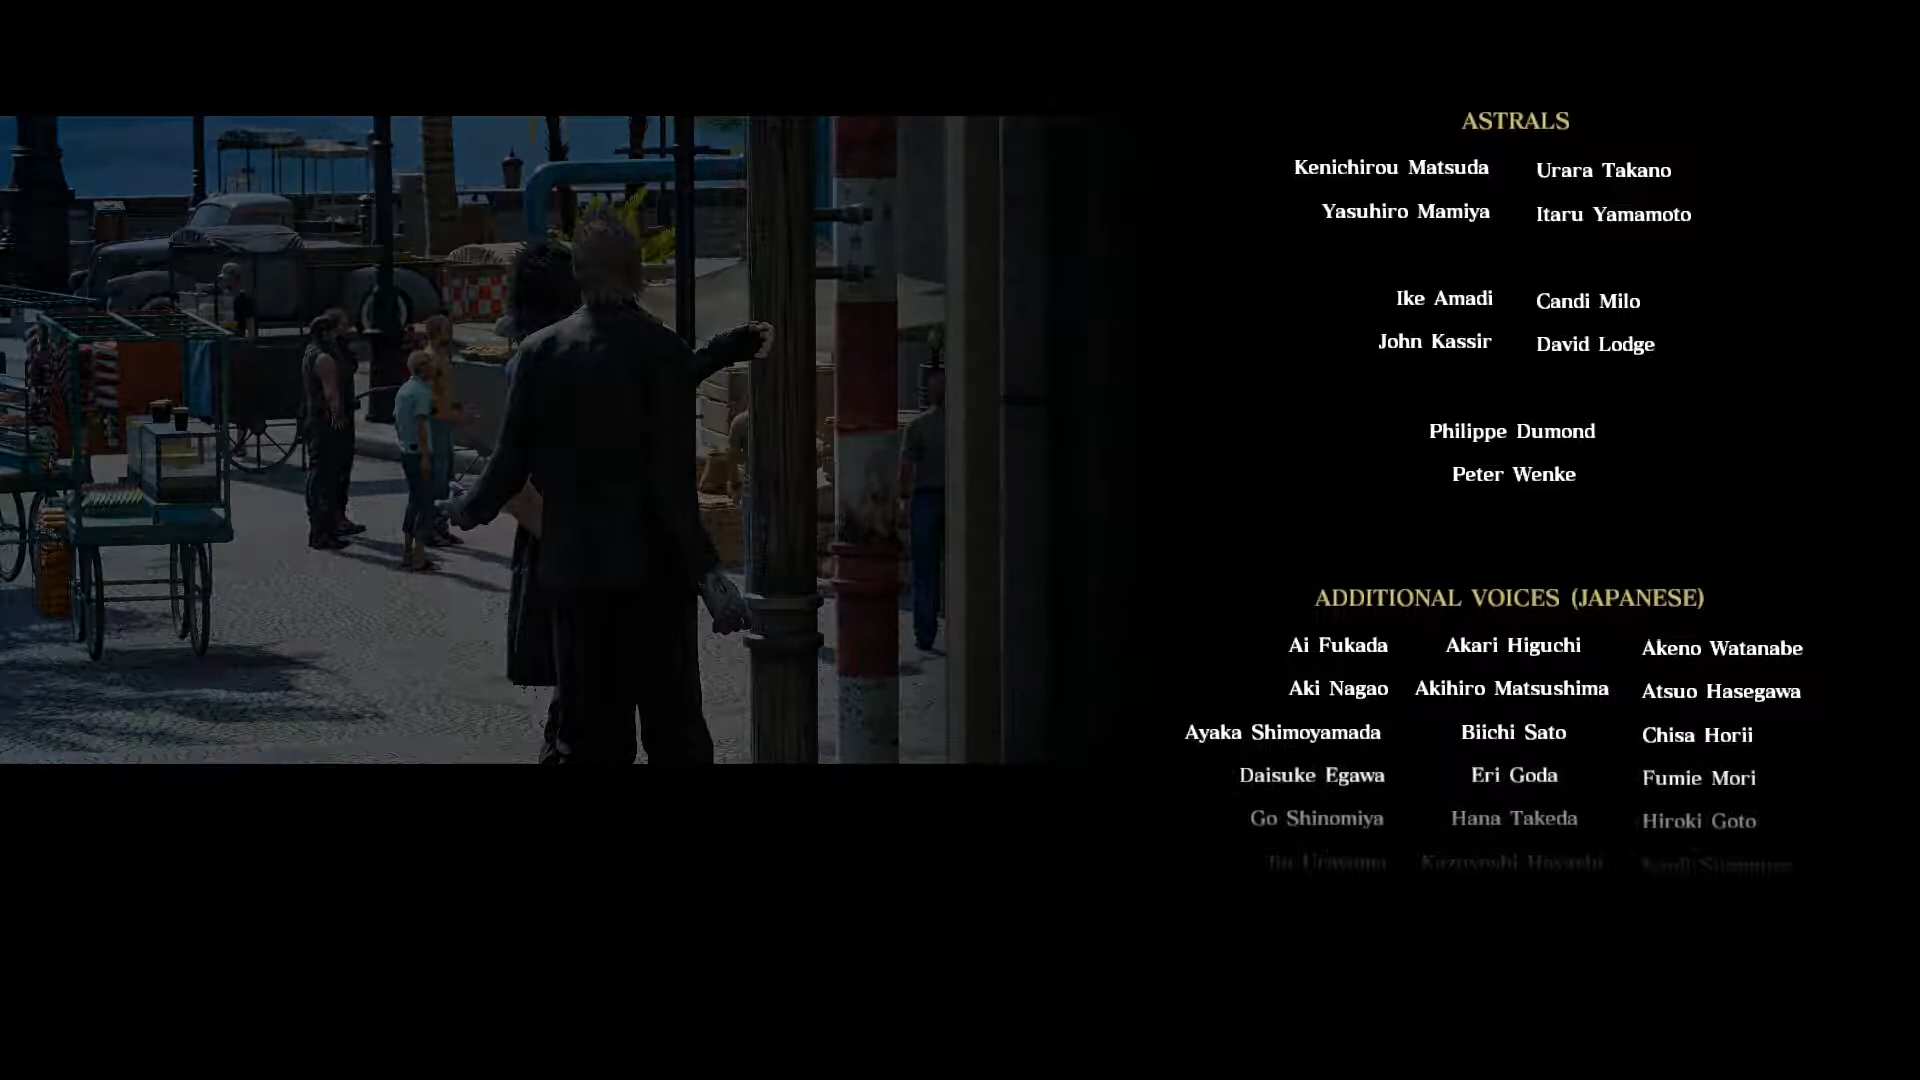 ASTRALS
Kenichirou Matsuda Urara Takano
Yasuhiro Mamiya Itaru Yamamoto
Ike Amadi Candi Milo
John Kassir David Lodge
Philippe Dumond
Peter Wenke
ADDITIONAL VOICES (JAPANESE)
Ai Fukada Akari Higuchi Akeno Watanabe
Aki Nagao Akihiro Matsushima Atsuo Hasegawa
Ayaka Shimoyamada Biichi Sato Chisa Horii
Daisuke Egawa Eri Goda Fumie Mori
Go Shinomiya Hana Takeda Hiroki Goto
Kazuyoshi Hayashi